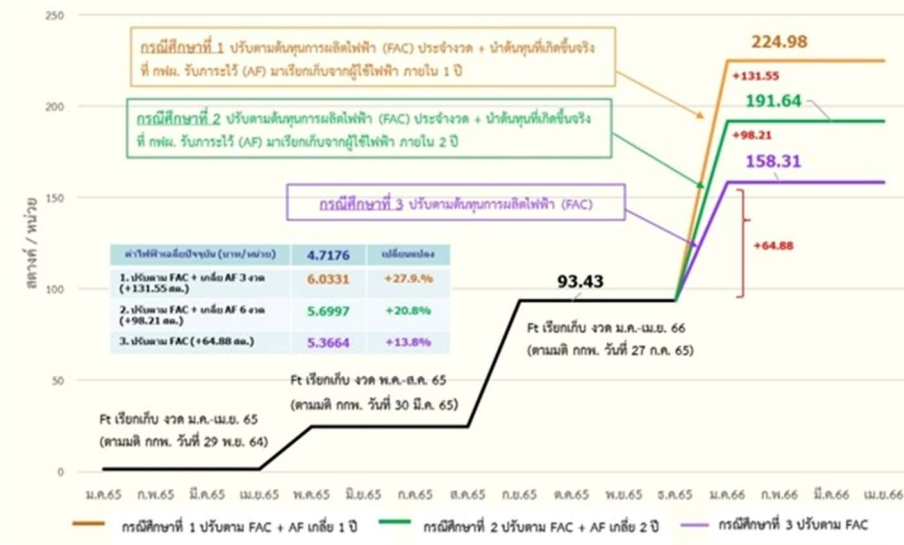 250
กรณีศึกษาที่ 1 ปรับตามต้นทุนการผลิตไฟฟ้า (FAC) ประจำงวด + นำต้นทุนที่เกิดขึ้นจริง
ที่ กฟผ. รับภาระไว้ (AF) มาเรียกเก็บจากผู้ใช้ไฟฟ้า ภายใน 1 ปี
224.98
+131.55
200
กรณีศึกษาที่ 2 ปรับตามต้นทุนการผลิตไฟฟ้า (FAC) ประจำงวด + นำต้นทุนที่เกิดขึ้นจริง
ที่ กฟผ. รับภาระไว้ (AF) มาเรียกเก็บจากผู้ใช้ไฟฟ้า ภายใน 2 ปี
191.64
+98.21
158.31
กรณีศึกษาที่ 3 ปรับตามต้นทุนการผลิตไฟฟ้า (FAC)
150
สตางค์ / หน่วย
+64.88
ค่าไฟฟ้าเฉลี่ยปัจจุบัน (บาท/หน่วย) 4.7176 เปลี่ยนแปลง
1. ปรับตาม FAC + เกลี่ย AF 3 งวด 6.0331 +27.9.%
(+131.55 สต.)
2. ปรับตาม FAC + เกลี่ย AF 6 งวด 5.6997 +20.8%
(+98.21 สต.)
3. ปรับตาม FAC (+64.88 สต.) 5.3664 +13.8%
100
93.43
Ft เรียกเก็บ งวด ม.ค.-เม.ย. 66
(ตามมติ กกพ. วันที่ 27 ก.ค. 65)
50
Ft เรียกเก็บ งวด พ.ค.-ส.ค. 65
(ตามมติ กกพ. วันที่ 30 มี.ค. 65)
Ft เรียกเก็บ งวด ม.ค.-เม.ย. 65
(ตามมติ กกพ. วันที่ 29 พ.ย. 64)
0
ม.ค.65 ก.พ.65 มี.ค.65 เม.ย.65 พ.ค.65 มิ.ย.65 ก.ค.65 ส.ค.65 ก.ย.65 ต.ค.65 พ.ย.65 ธ.ค.65 ม.ค.66 ก.พ.66 มี.ค.66 เม.ย.66
กรณีศึกษาที่ 1 ปรับตาม FAC + AF เกลี่ย 1 ปี กรณีศึกษาที่ 2 ปรับตาม FAC + AF เกลี่ย 2 ปี กรณีศึกษาที่ 3 ปรับตาม FAC